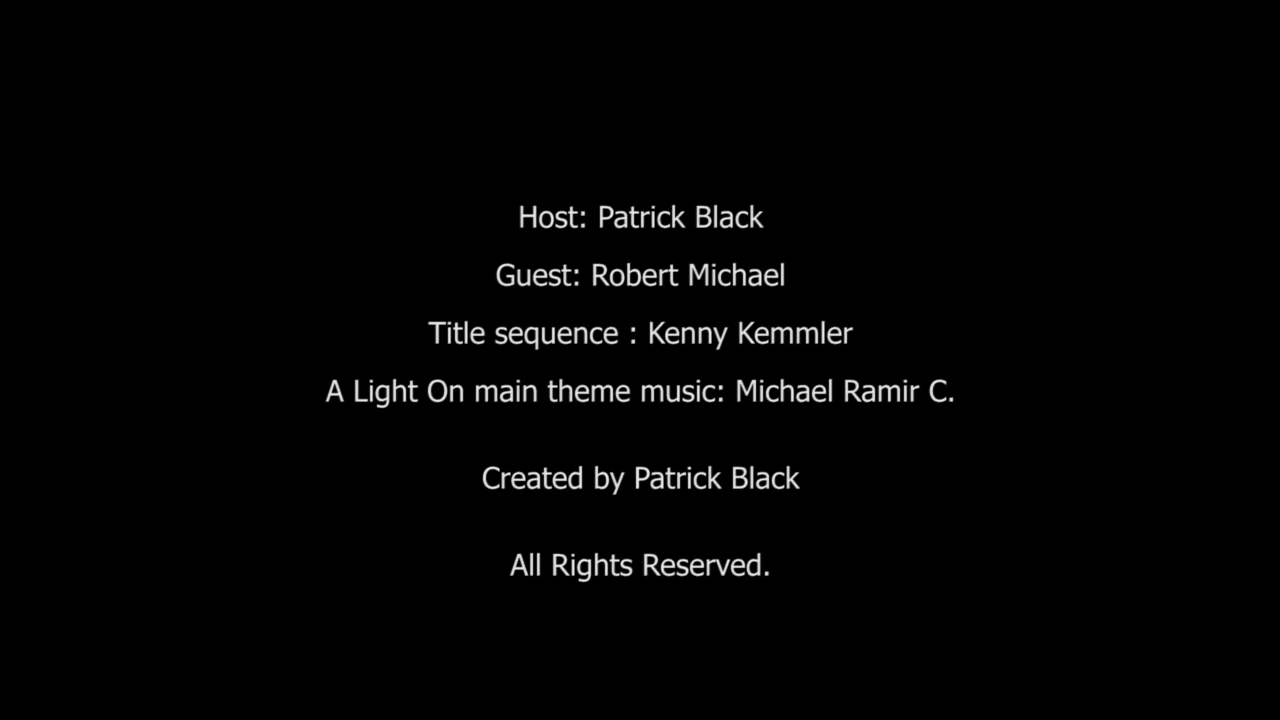 Host: Patrick Black
Guest: Robert Michael
Title sequence : Kenny Kemmler
A Light On main theme music: Michael Ramir C.
Created by Patrick Black
All Rights Reserved.